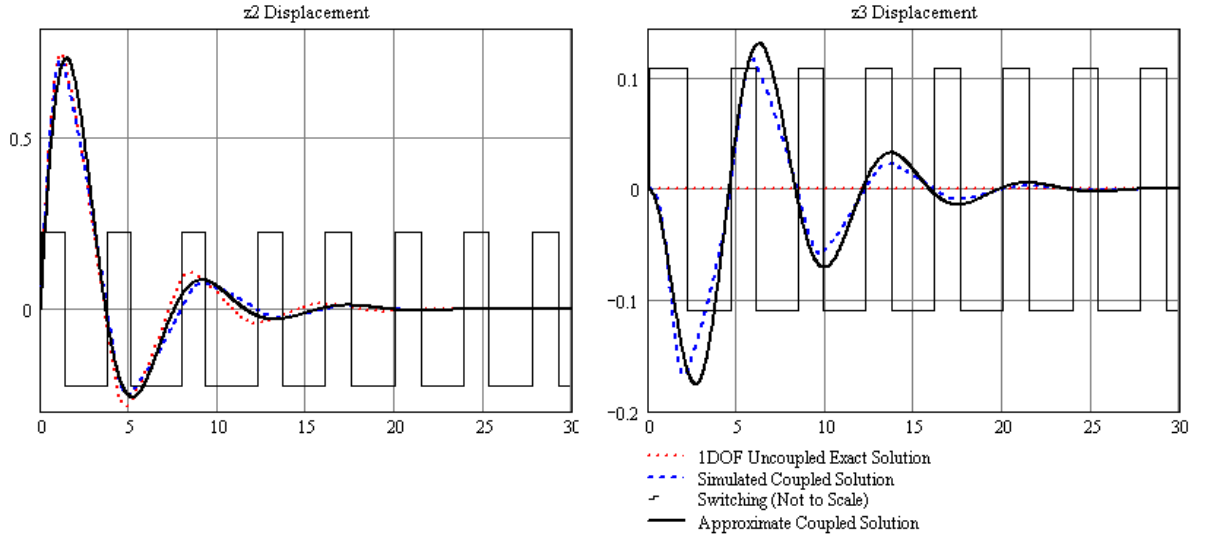 z2 Displacement
z3 Displacement
0.5
0
0 5 10 15 20 25 30
0.1
0
−0.1
−0.2
0 5 10 15 20 25 30
1DOF Uncoupled Exact Solution
Simulated Coupled Solution
Switching (Not to Scale)
Approximate Coupled Solution